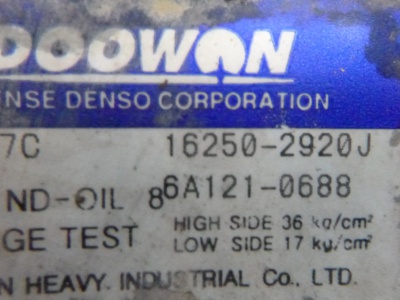 DOOWON
ENSE DENSO CORPORATION
7C 16250-2920J
ND-OIL 8 6A121-0688
GE TEST HIGH SIDE 36 kg/cm²
LOW SIDE 17 kg/cm²
N HEAVY. INDUSTRIAL Co., LTD.